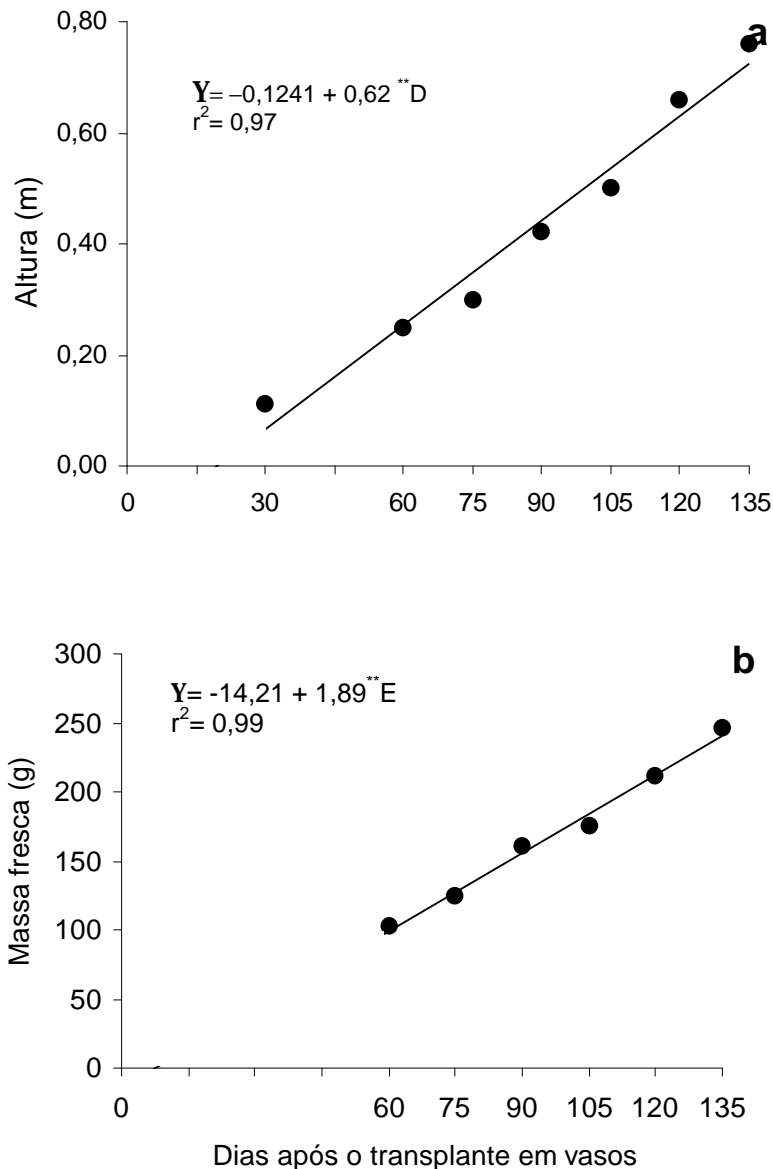 0,80
a
Y= –0,1241 + 0,62 **D
r²= 0,97
0,60
Altura (m)
0,40
0,20
0,00
0 30 60 75 90 105 120 135
300
b
Y= -14,21 + 1,89**E
r²= 0,99
250
200
Massa fresca (g)
150
100
50
0
0 60 75 90 105 120 135
Dias após o transplante em vasos